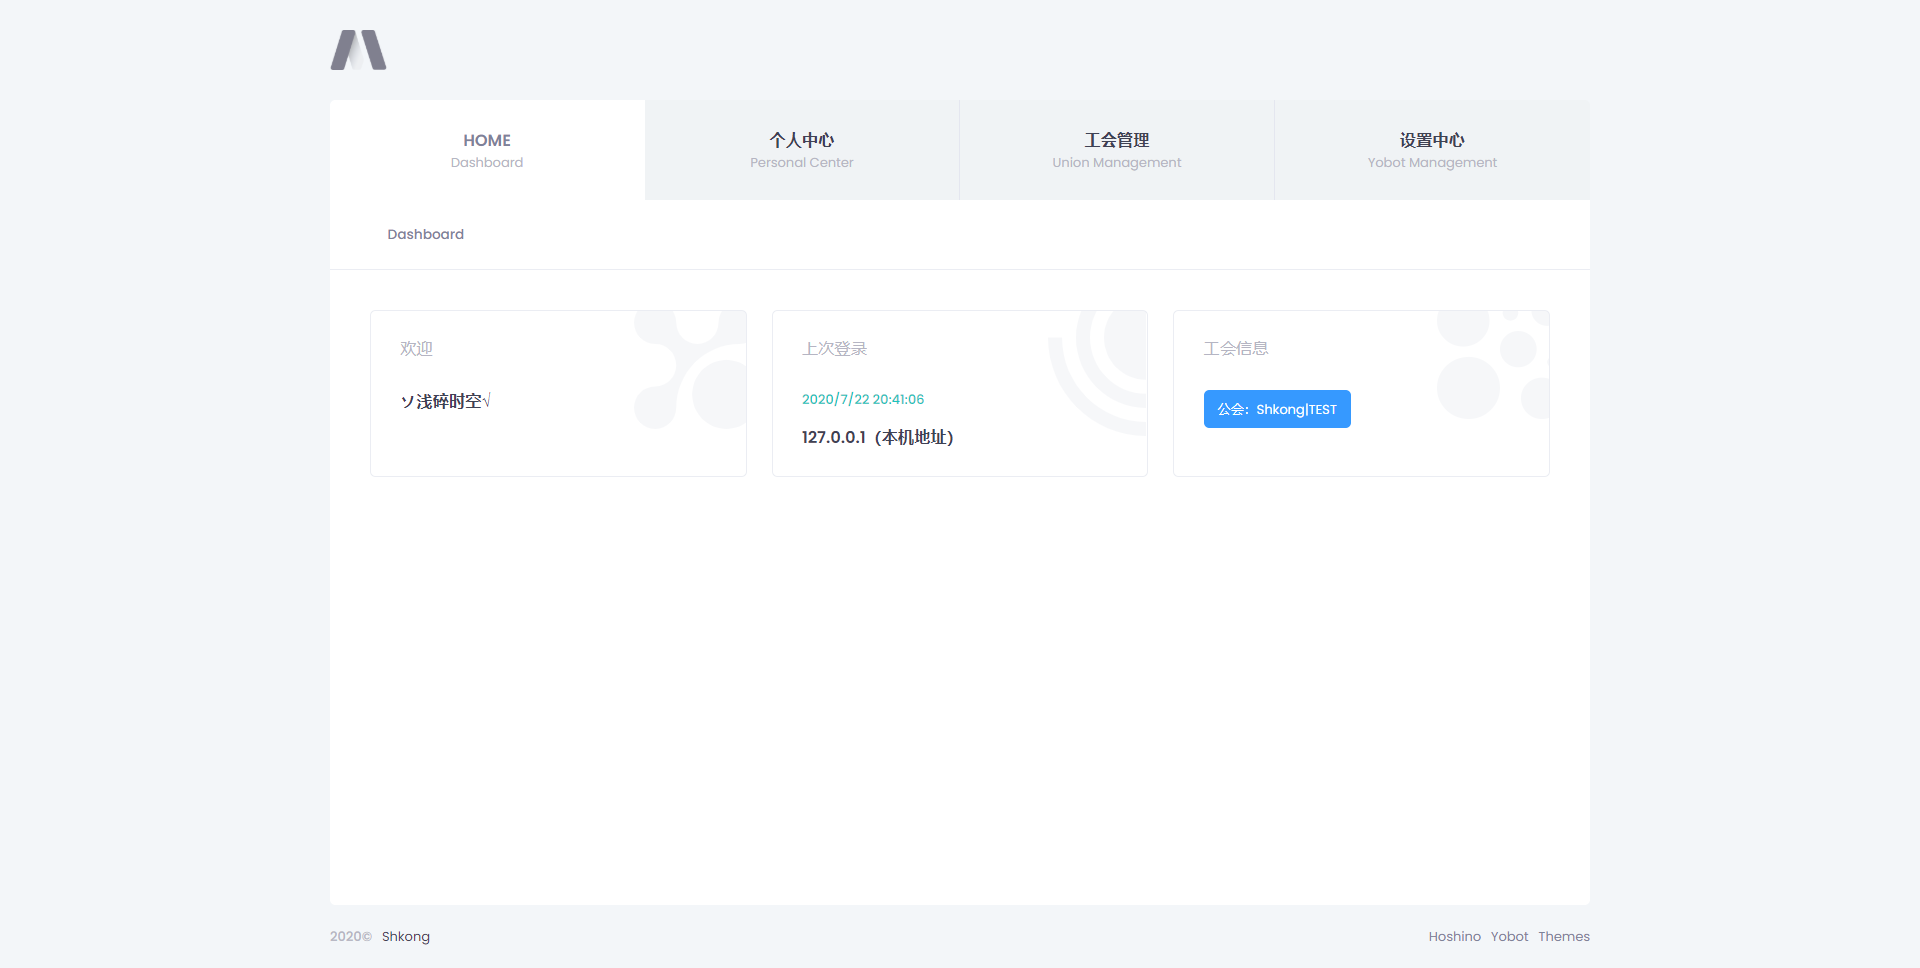 HOME
Dashboard
个人中心
Personal Center
工会管理
Union Management
设置中心
Yobot Management
Dashboard
欢迎
ソ浅碎时空√
上次登录
2020/7/22 20:41:06
127.0.0.1（本机地址）
工会信息
公会：Shkong|TEST
2020© Shkong
Hoshino Yobot Themes